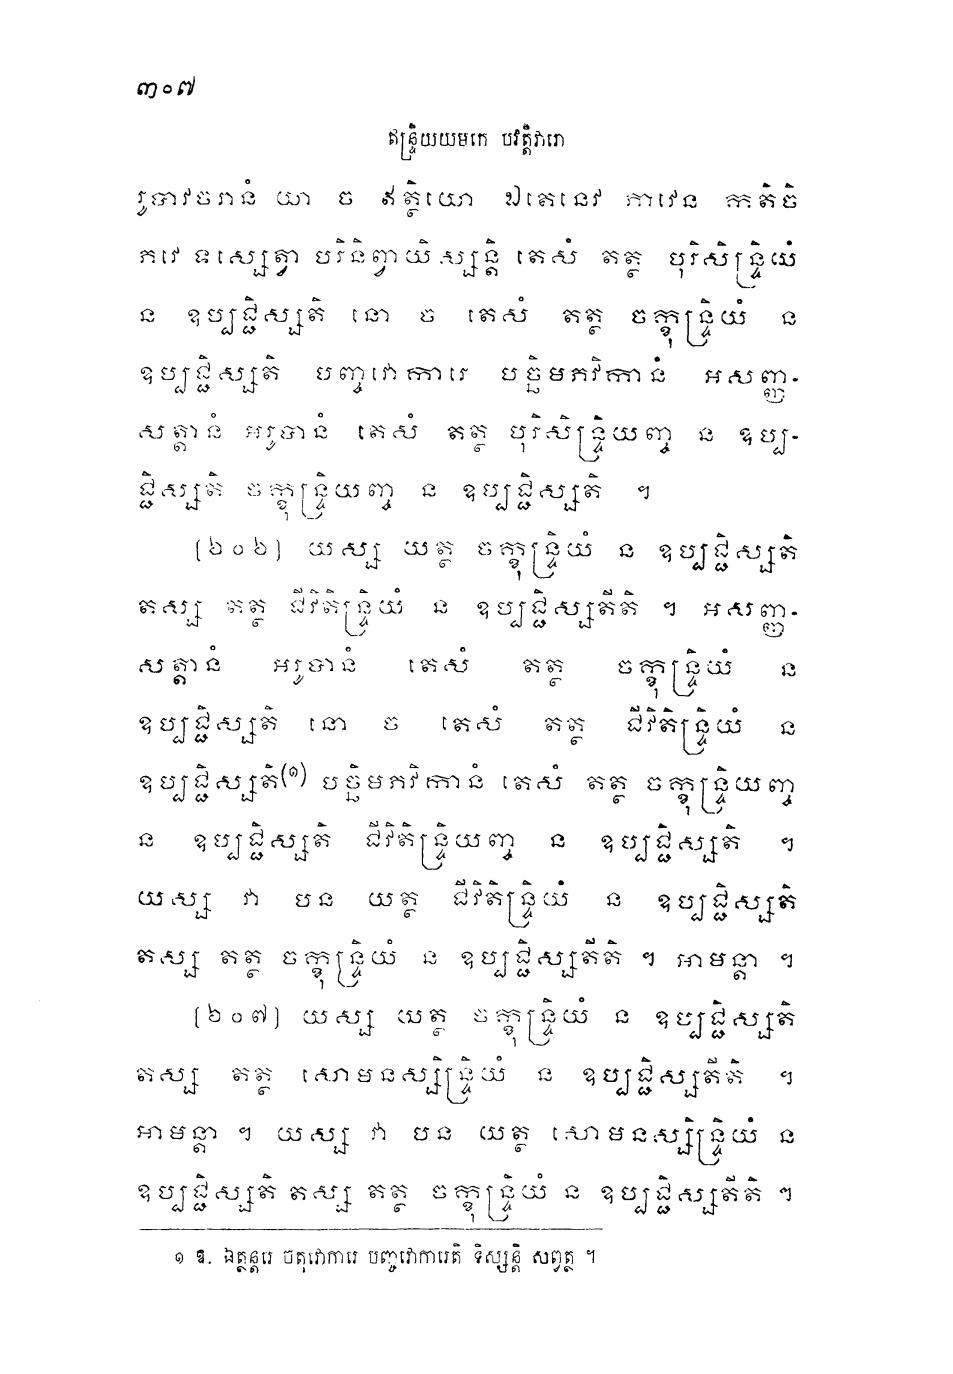 ៣០៧
ឥន្ទ្រិយយមកេ បវត្តិវារោ
រូបាវចរានំ យា ច ឥត្ថិយោ ឯតេនេវ ភាវេន កតិចិ
ភវេ ទស្សេត្វា បរិនិព្វាយិស្សន្តិ តេសំ តត្ថ បុរិសិន្ទ្រិយំ
ន ឧប្បជ្ជិស្សតិ នោ ច តេសំ តត្ថ ចក្ខុន្ទ្រិយំ ន
ឧប្បជ្ជិស្សតិ បញ្ចវោការេ បច្ឆិមភវិកានំ អសញ្ញ-
សត្តានំ អរូបានំ តេសំ តត្ថ បុរិសិន្ទ្រិយញ្ច ន ឧប្ប-
ជ្ជិស្សតិ ចក្ខុន្ទ្រិយញ្ច ន ឧប្បជ្ជិស្សតិ ។
[២០៦] យស្ស យត្ថ ចក្ខុន្ទ្រិយំ ន ឧប្បជ្ជិស្សតិ
តស្ស តត្ថ ជីវិតិន្ទ្រិយំ ន ឧប្បជ្ជិស្សតីតិ ។ អសញ្ញ-
សត្តានំ អរូបានំ តេសំ តត្ថ ចក្ខុន្ទ្រិយំ ន
ឧប្បជ្ជិស្សតិ នោ ច តេសំ តត្ថ ជីវិតិន្ទ្រិយំ ន
ឧប្បជ្ជិស្សតិ(១) បច្ឆិមភវិកានំ តេសំ តត្ថ ចក្ខុន្ទ្រិយញ្ច
ន ឧប្បជ្ជិស្សតិ ជីវិតិន្ទ្រិយញ្ច ន ឧប្បជ្ជិស្សតិ ។
យស្ស វា បន យត្ថ ជីវិតិន្ទ្រិយំ ន ឧប្បជ្ជិស្សតិ
តស្ស តត្ថ ចក្ខុន្ទ្រិយំ ន ឧប្បជ្ជិស្សតីតិ ។ អាមន្តា ។
[២០៧] យស្ស យត្ថ ចក្ខុន្ទ្រិយំ ន ឧប្បជ្ជិស្សតិ
តស្ស តត្ថ សោមនស្សិន្ទ្រិយំ ន ឧប្បជ្ជិស្សតីតិ ។
អាមន្តា ។ យស្ស វា បន យត្ថ សោមនស្សិន្ទ្រិយំ ន
ឧប្បជ្ជិស្សតិ តស្ស តត្ថ ចក្ខុន្ទ្រិយំ ន ឧប្បជ្ជិស្សតីតិ ។
១ ឧ. ឯត្ថន្តរេ ចតុវោការេ បញ្ចវោការេតិ ទិស្សន្តិ សព្វត្ថ ។